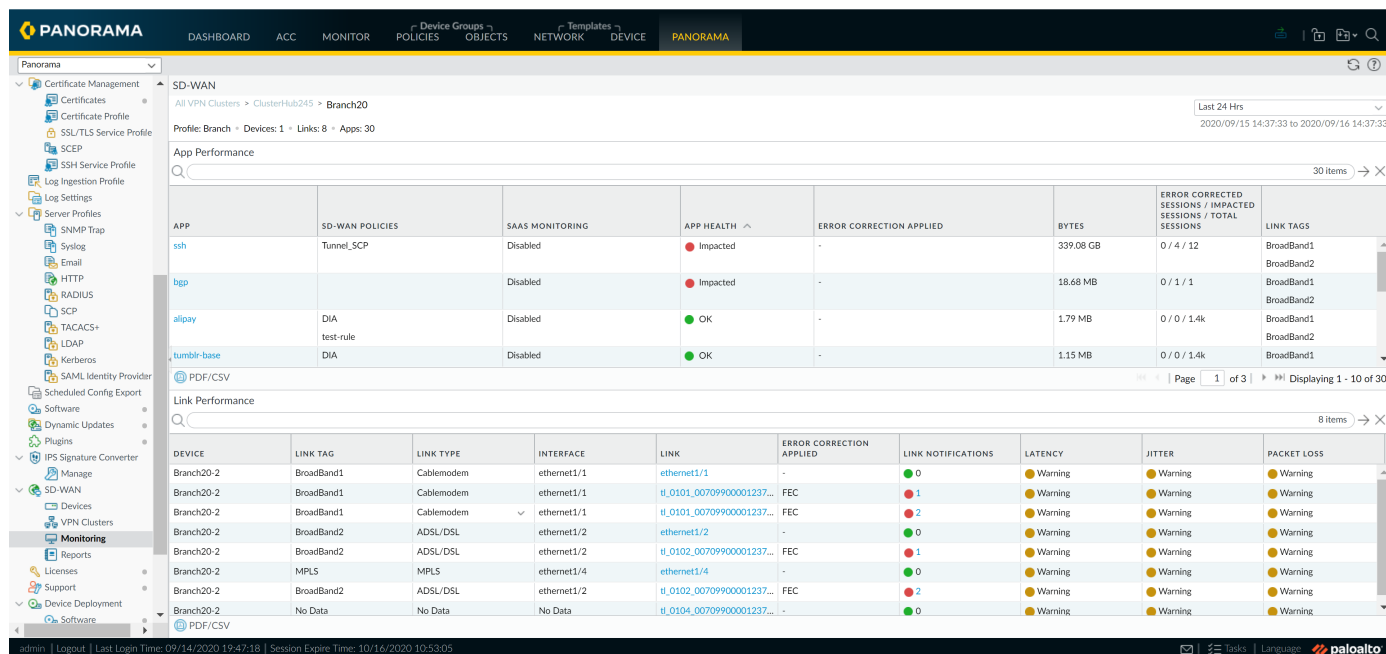 PANORAMA
DASHBOARD ACC MONITOR Device Groups POLICIES OBJECTS Templates NETWORK DEVICE PANORAMA
Panorama
Certificate Management
Certificates
Certificate Profile
SSL/TLS Service Profile
SCEP
SSH Service Profile
Log Ingestion Profile
Log Settings
Server Profiles
SNMP Trap
Syslog
Email
HTTP
RADIUS
SCP
TACACS+
LDAP
Kerberos
SAML Identity Provider
Scheduled Config Export
Software
Dynamic Updates
Plugins
IPS Signature Converter
Manage
SD-WAN
Devices
VPN Clusters
Monitoring
Reports
Licenses
Support
Device Deployment
Software
SD-WAN
All VPN Clusters > ClusterHub245 > Branch20
Last 24 Hrs
2020/09/15 14:37:33 to 2020/09/16 14:37:33
Profile: Branch • Devices: 1 • Links: 8 • Apps: 30
App Performance
30 items
APP SD-WAN POLICIES SAAS MONITORING APP HEALTH ERROR CORRECTION APPLIED BYTES ERROR CORRECTED SESSIONS / IMPACTED SESSIONS / TOTAL SESSIONS LINK TAGS
ssh Tunnel_SCP Disabled Impacted - 339.08 GB 0 / 4 / 12 BroadBand1
BroadBand2
bgp Disabled Impacted - 18.68 MB 0 / 1 / 1 BroadBand1
BroadBand2
alipay DIA Disabled OK - 1.79 MB 0 / 0 / 1.4k BroadBand1
test-rule BroadBand2
tumblr-base DIA Disabled OK - 1.15 MB 0 / 0 / 1.4k BroadBand1
PDF/CSV Page 1 of 3 Displaying 1 - 10 of 30
Link Performance
8 items
DEVICE LINK TAG LINK TYPE INTERFACE LINK ERROR CORRECTION APPLIED LINK NOTIFICATIONS LATENCY JITTER PACKET LOSS
Branch20-2 BroadBand1 Cablemodem ethernet1/1 ethernet1/1 - 0 Warning Warning Warning
Branch20-2 BroadBand1 Cablemodem ethernet1/1 tl_0101_00709900001237... FEC 1 Warning Warning Warning
Branch20-2 BroadBand1 Cablemodem ethernet1/1 tl_0101_00709900001237... FEC 2 Warning Warning Warning
Branch20-2 BroadBand2 ADSL/DSL ethernet1/2 ethernet1/2 - 0 Warning Warning Warning
Branch20-2 BroadBand2 ADSL/DSL ethernet1/2 tl_0102_00709900001237... FEC 1 Warning Warning Warning
Branch20-2 MPLS MPLS ethernet1/4 ethernet1/4 - 0 Warning Warning Warning
Branch20-2 BroadBand2 ADSL/DSL ethernet1/2 tl_0102_00709900001237... FEC 2 Warning Warning Warning
Branch20-2 No Data No Data No Data tl_0104_00709900001237... - 0 Warning Warning Warning
PDF/CSV
admin | Logout | Last Login Time: 09/14/2020 19:47:18 | Session Expire Time: 10/16/2020 10:53:05 Tasks | Language paloalto